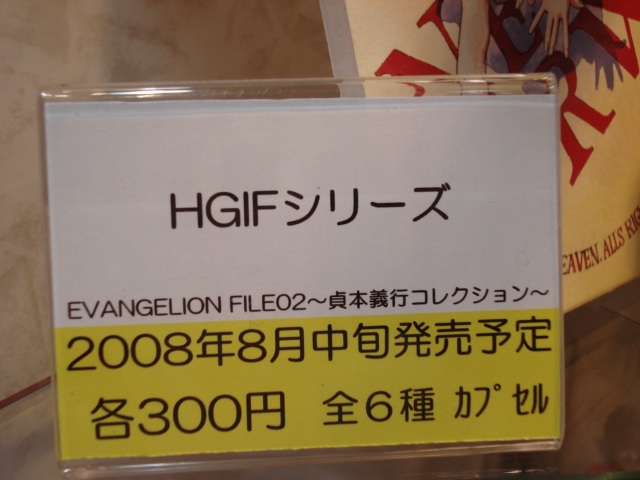 HGIFシリーズ
EVANGELION FILE02～貞本義行コレクション～
2008年8月中旬発売予定
各300円 全6種 ｶﾌﾟｾﾙ